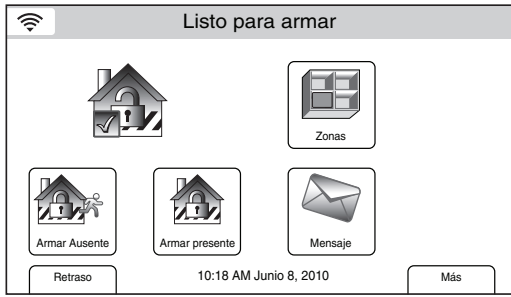 Listo para armar
Zonas
Armar Ausente
Armar presente
Mensaje
Retraso
10:18 AM Junio 8, 2010
Más